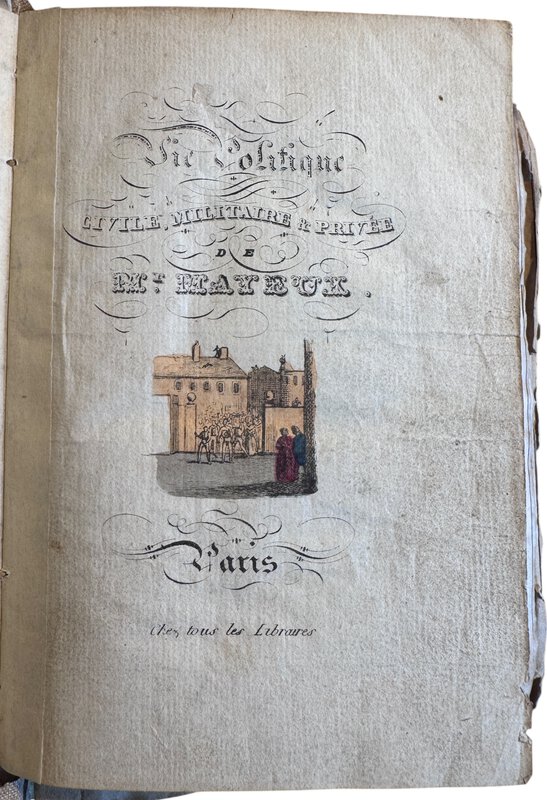 Vie Politique
CIVILE, MILITAIRE & PRIVÉE
DE
Mr. MAYEUX.
Paris
Chez tous les Libraires